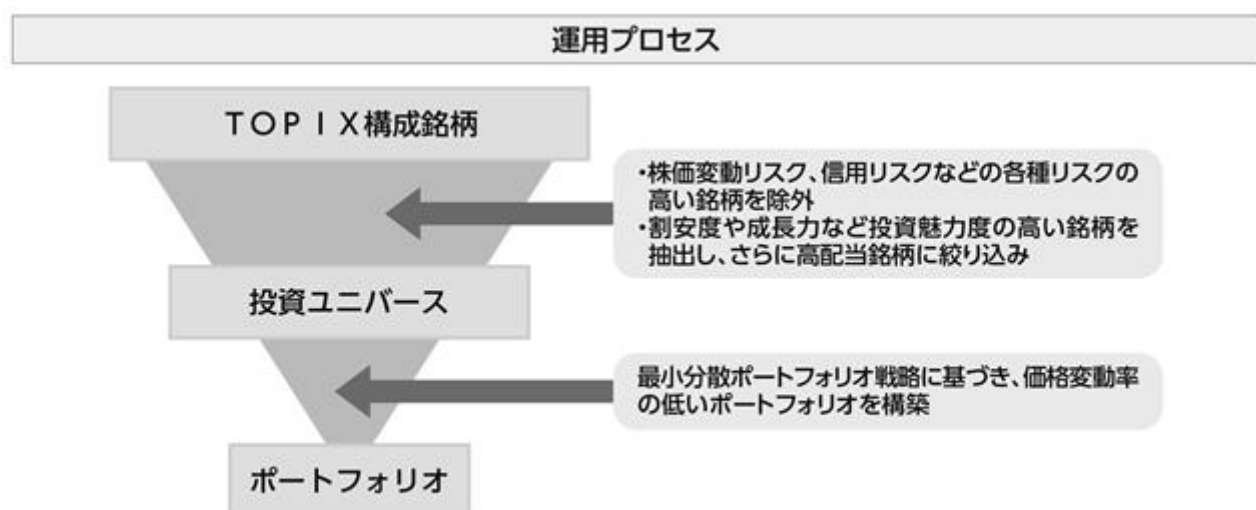 運用プロセス
ＴＯＰＩＸ構成銘柄
・株価変動リスク、信用リスクなどの各種リスクの
高い銘柄を除外
・割安度や成長力など投資魅力度の高い銘柄を
抽出し、さらに高配当銘柄に絞り込み
投資ユニバース
最小分散ポートフォリオ戦略に基づき、価格変動率
の低いポートフォリオを構築
ポートフォリオ